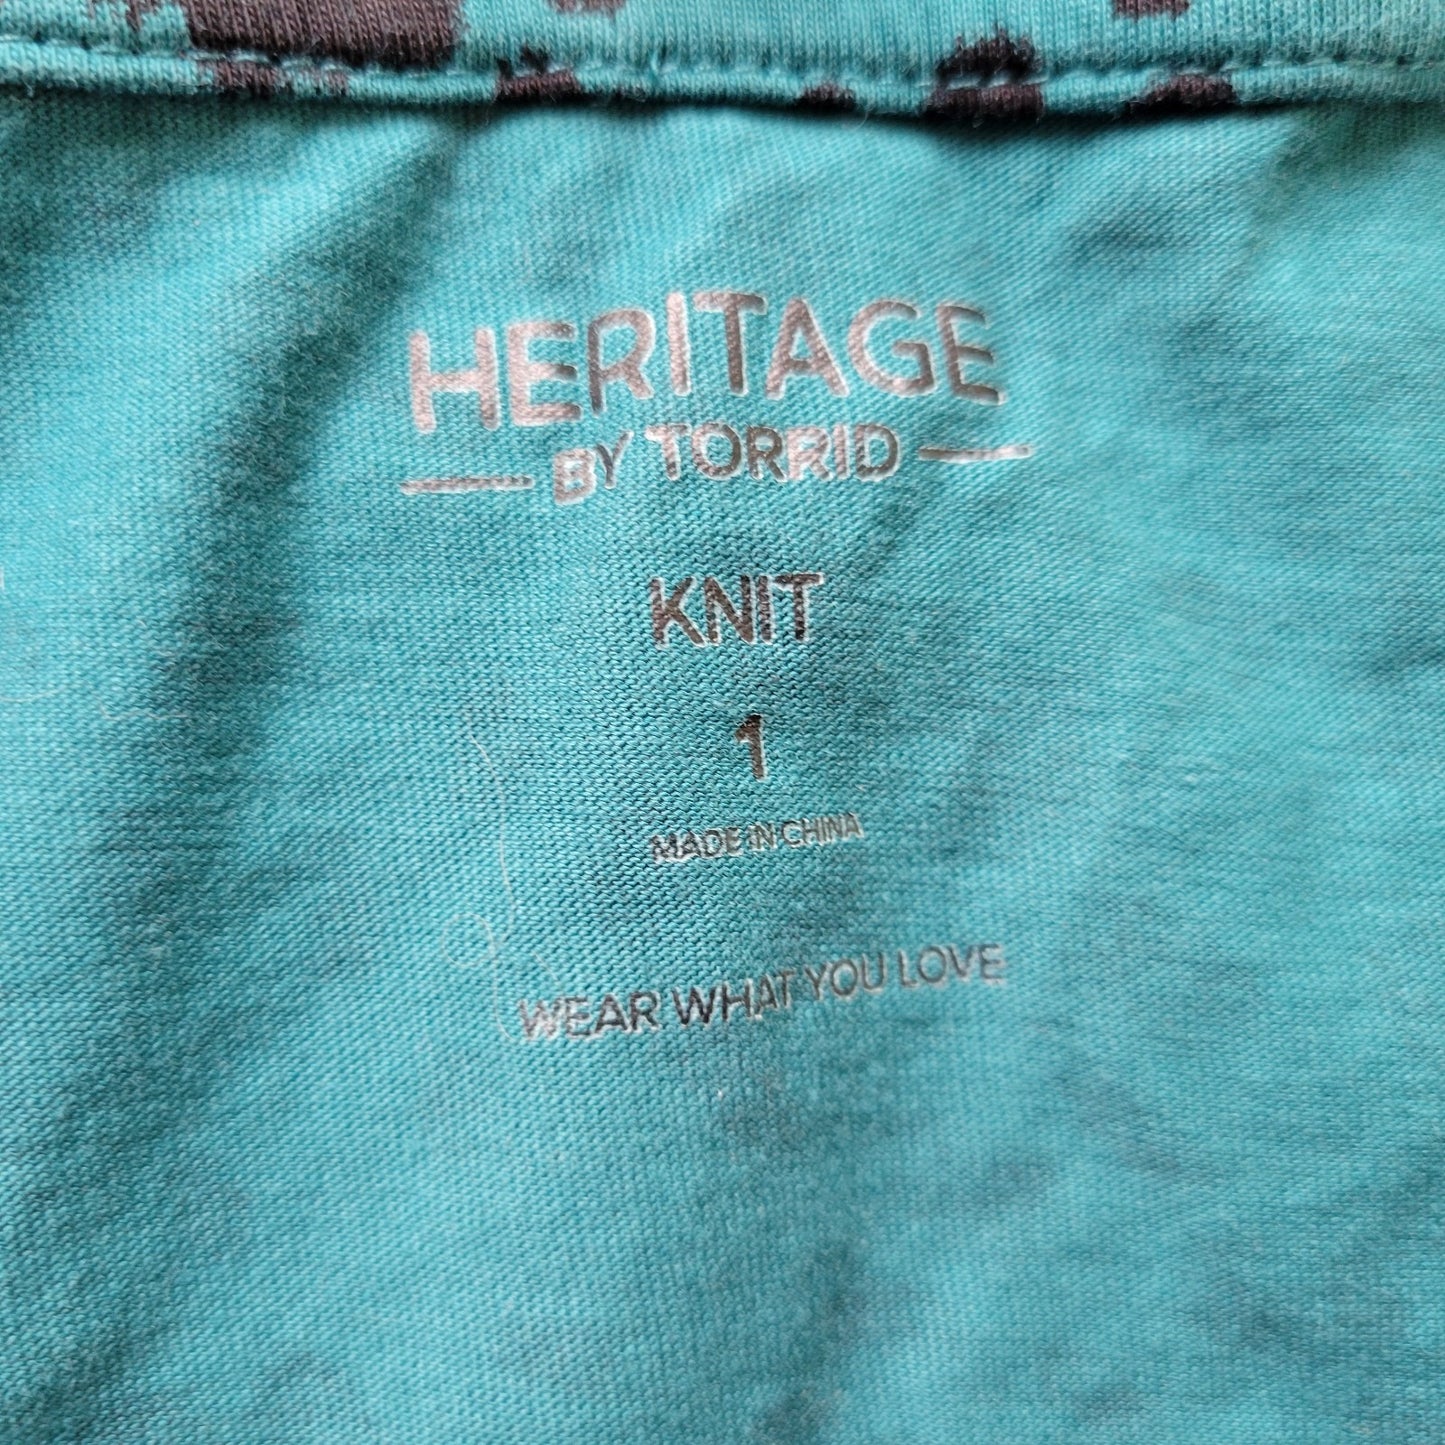 HERITAGE
BY TORRID
KNIT
1
MADE IN CHINA
WEAR WHAT YOU LOVE